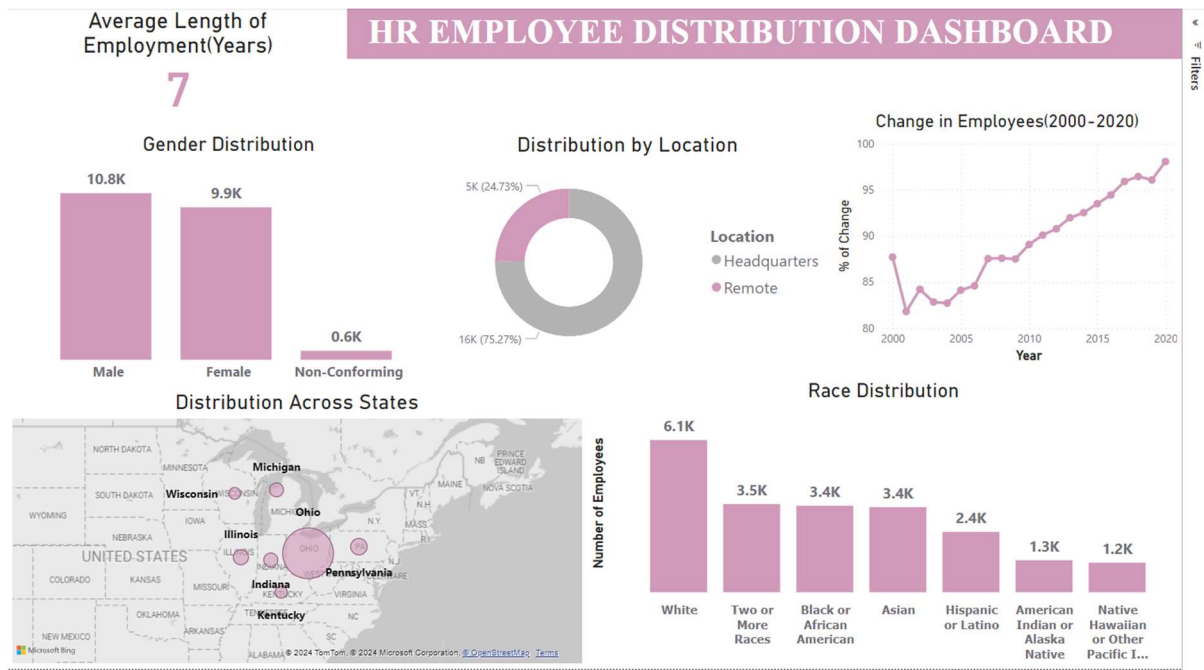 Average Length of
Employment(Years)
7
HR EMPLOYEE DISTRIBUTION DASHBOARD
Filters
Gender Distribution
10.8K
9.9K
0.6K
Male
Female
Non-Conforming
Distribution by Location
5K (24.73%)
16K (75.27%)
Location
Headquarters
Remote
Change in Employees(2000-2020)
% of Change
100
95
90
85
80
2000
2005
2010
2015
2020
Year
Distribution Across States
NORTH DAKOTA
MINNESOTA
SOUTH DAKOTA
WYOMING
IOWA
NEBRASKA
UNITED STATES
COLORADO
KANSAS
MISSOURI
OKLAHOMA
ARKANSAS
NEW MEXICO
Michigan
Wisconsin
WISCONSIN
Ohio
OHIO
Illinois
ILLINOIS
Indiana
Pennsylvania
PA
Kentucky
KENTUCKY
VIRGINIA
NC
SC
ALABAMA
N.Y.
VT.
N.H.
MASS.
R.I.
N.J.
MAINE
NB
PRINCE
EDWARD
ISLAND
NOVA SCOTIA
Microsoft Bing
© 2024 TomTom, © 2024 Microsoft Corporation, © OpenStreetMap Terms
Race Distribution
Number of Employees
6.1K
3.5K
3.4K
3.4K
2.4K
1.3K
1.2K
White
Two or
More
Races
Black or
African
American
Asian
Hispanic
or Latino
American
Indian or
Alaska
Native
Native
Hawaiian
or Other
Pacific I...